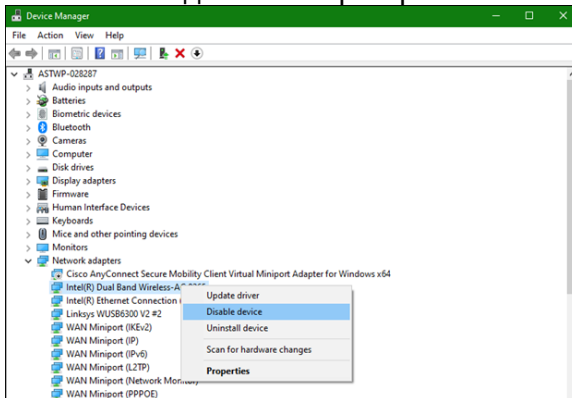 Device Manager
File Action View Help
ASTWP-028287
Audio inputs and outputs
Batteries
Biometric devices
Bluetooth
Cameras
Computer
Disk drives
Display adapters
Firmware
Human Interface Devices
Keyboards
Mice and other pointing devices
Monitors
Network adapters
Cisco AnyConnect Secure Mobility Client Virtual Miniport Adapter for Windows x64
Intel(R) Dual Band
Intel(R) Ethernet Connection
Linksys WUSB6300 V2 #2
WAN Miniport (IKEv2)
WAN Miniport (IP)
WAN Miniport (IPv6)
WAN Miniport (L2TP)
WAN Miniport (Network Monitor)
WAN Miniport (PPPOE)
Update driver
Disable device
Uninstall device
Scan for hardware changes
Properties